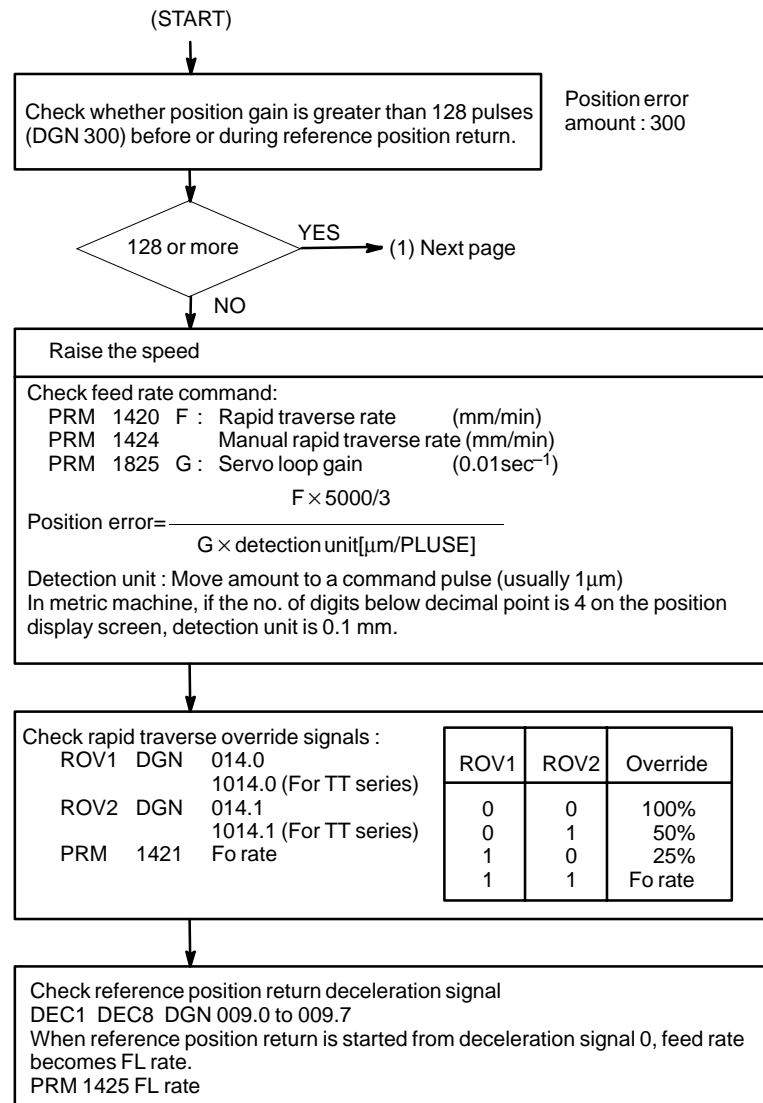 (START)
Check whether position gain is greater than 128 pulses
(DGN 300) before or during reference position return.
Position error
amount : 300
128 or more
YES
(1) Next page
NO
Raise the speed
Check feed rate command:
PRM 1420 F : Rapid traverse rate (mm/min)
PRM 1424 Manual rapid traverse rate (mm/min)
PRM 1825 G : Servo loop gain (0.01sec⁻¹)
F × 5000/3
Position error=
G × detection unit[μm/PLUSE]
Detection unit : Move amount to a command pulse (usually 1μm)
In metric machine, if the no. of digits below decimal point is 4 on the position
display screen, detection unit is 0.1 mm.
Check rapid traverse override signals :
ROV1 DGN 014.0
1014.0 (For TT series)
ROV2 DGN 014.1
1014.1 (For TT series)
PRM 1421 Fo rate
ROV1 ROV2 Override
0 0 100%
0 1 50%
1 0 25%
1 1 Fo rate
Check reference position return deceleration signal
DEC1 DEC8 DGN 009.0 to 009.7
When reference position return is started from deceleration signal 0, feed rate
becomes FL rate.
PRM 1425 FL rate